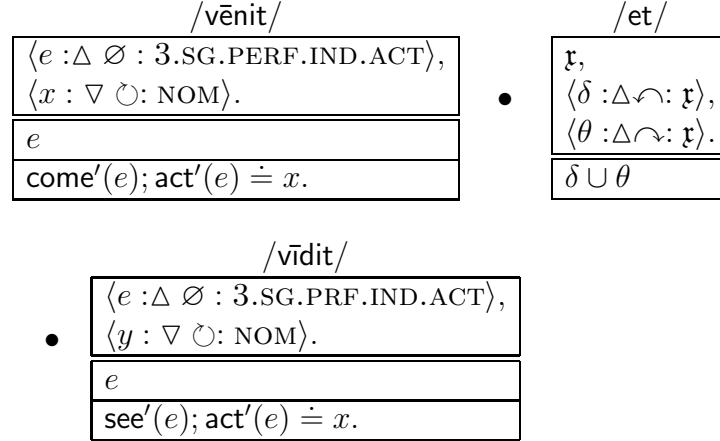 /vēnit/
⟨e :△ ∅ : 3.SG.PERF.IND.ACT⟩,
⟨x : ▽ ↻: NOM⟩.
e
come′(e); act′(e) ≐ x.
•
/et/
𝔵,
⟨δ :△↶: 𝔵⟩,
⟨θ :△↷: 𝔵⟩.
δ ∪ θ
•
/vīdit/
⟨e :△ ∅ : 3.SG.PRF.IND.ACT⟩,
⟨y : ▽ ↻: NOM⟩.
e
see′(e); act′(e) ≐ x.